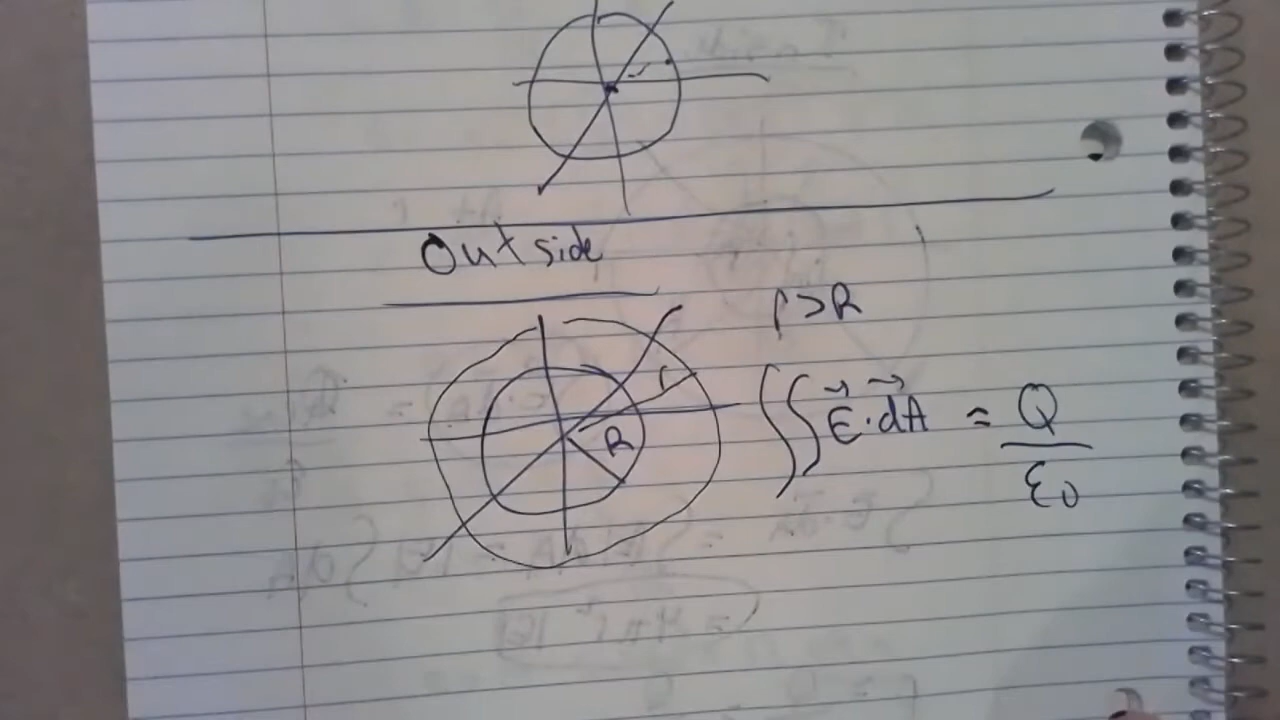 Outside
r > R
r
R
∬ E⃗ · dA⃗ = Q / ε₀